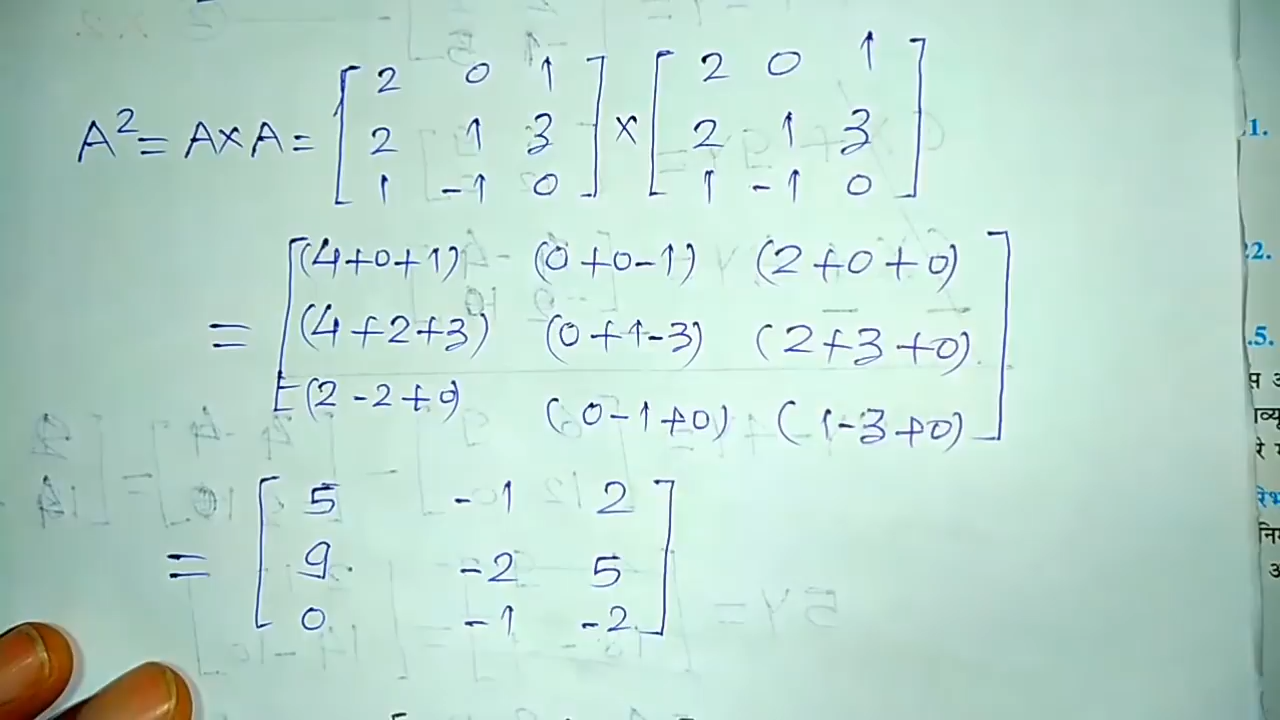 2 0 1 2 0 1
A²= A×A= [2 1 3] × [2 1 3]
1 -1 0 1 -1 0
[(4+0+1) (0+0-1) (2+0+0)]
= (4+2+3) (0+1-3) (2+3+0)
(2-2+0) (0-1+0) (1-3+0)
[5 -1 2]
= 9 -2 5
0 -1 -2
1.
2.
.5.